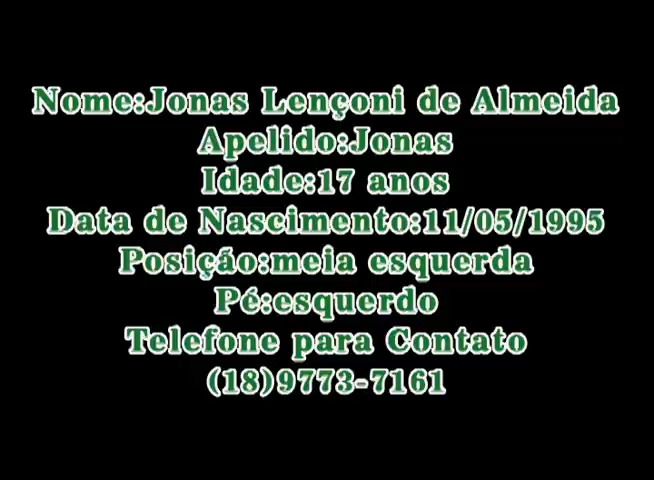 Nome:Jonas Lençoni de Almeida
Apelido:Jonas
Idade:17 anos
Data de Nascimento:11/05/1995
Posição:meia esquerda
Pé:esquerdo
Telefone para Contato
(18)9773-7161